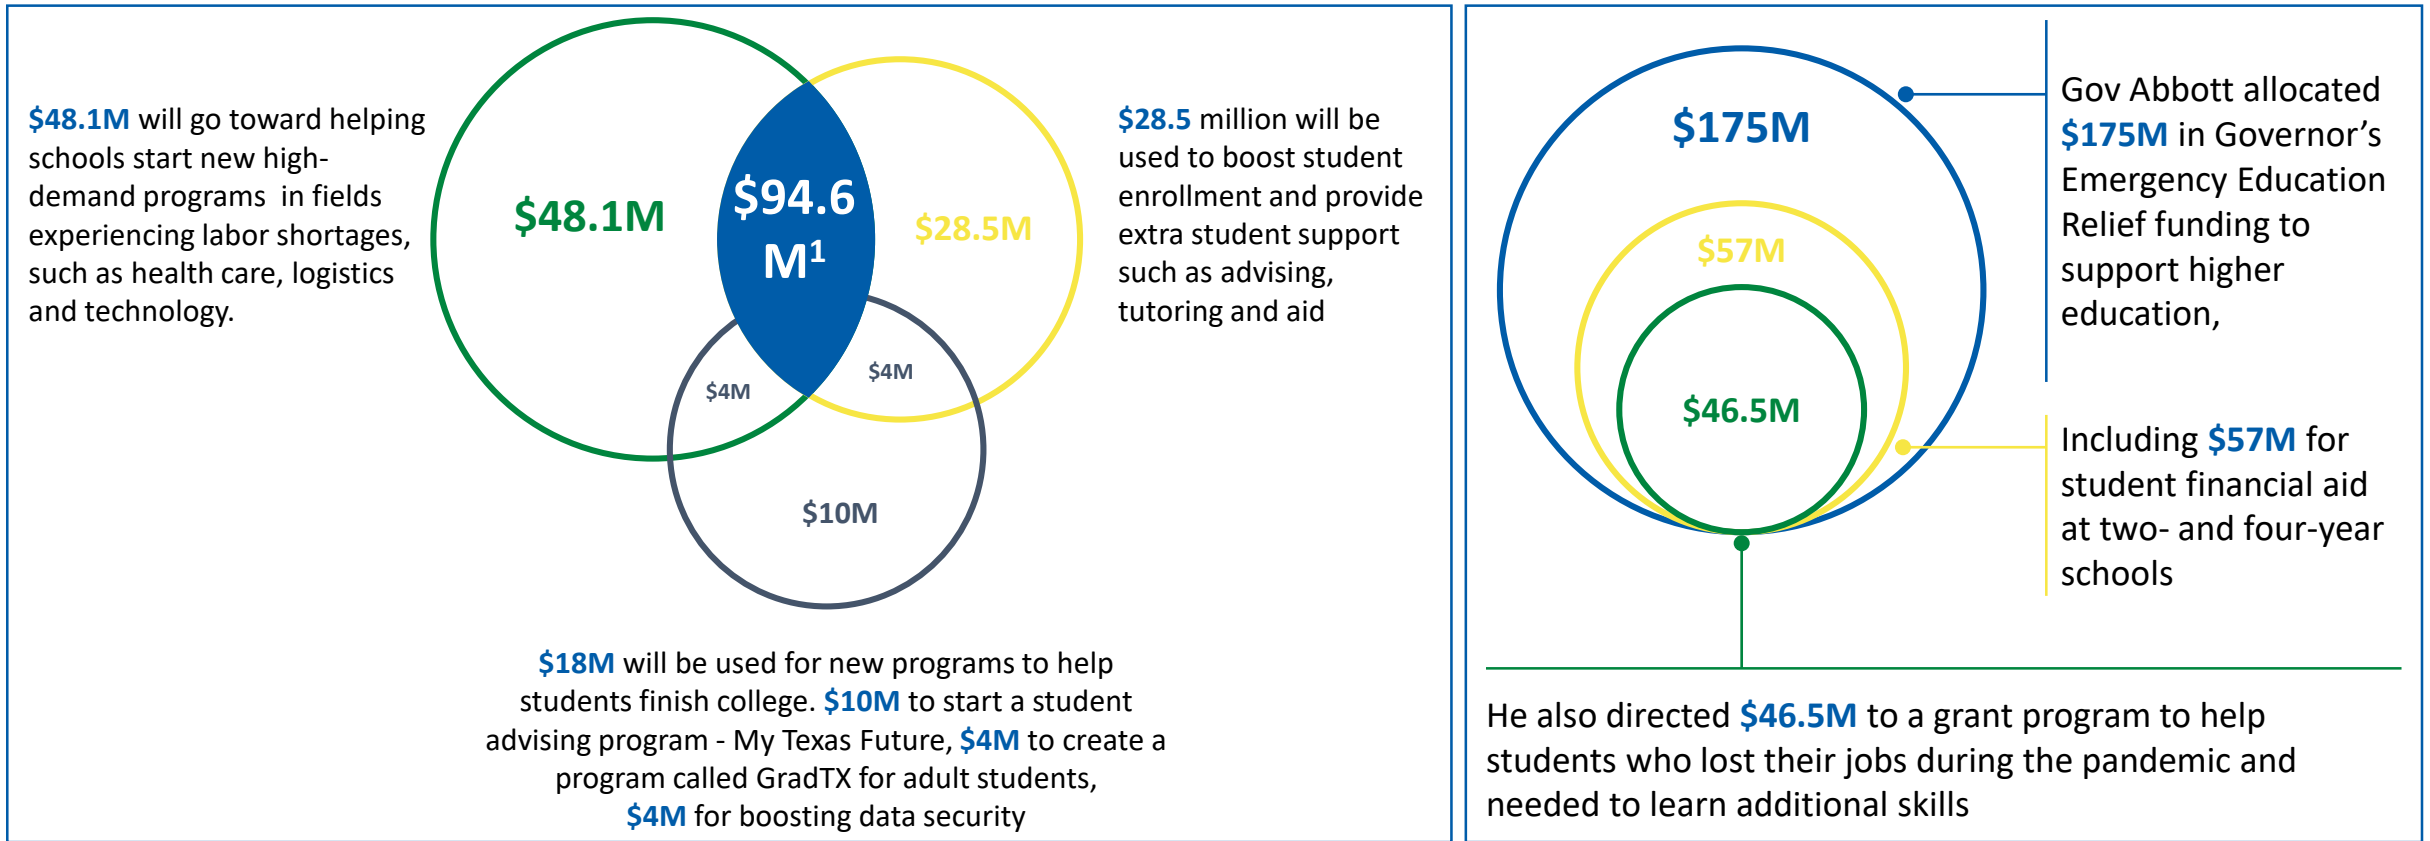 $48.1M will go toward helping
schools start new high-
demand programs in fields
experiencing labor shortages,
such as health care, logistics
and technology.
$48.1M
$94.6
M¹
$28.5M
$4M
$4M
$10M
$28.5 million will be
used to boost student
enrollment and provide
extra student support
such as advising,
tutoring and aid
$18M will be used for new programs to help
students finish college. $10M to start a student
advising program - My Texas Future, $4M to create a
program called GradTX for adult students,
$4M for boosting data security
$175M
$57M
$46.5M
Gov Abbott allocated
$175M in Governor’s
Emergency Education
Relief funding to
support higher
education,
Including $57M for
student financial aid
at two- and four-year
schools
He also directed $46.5M to a grant program to help
students who lost their jobs during the pandemic and
needed to learn additional skills